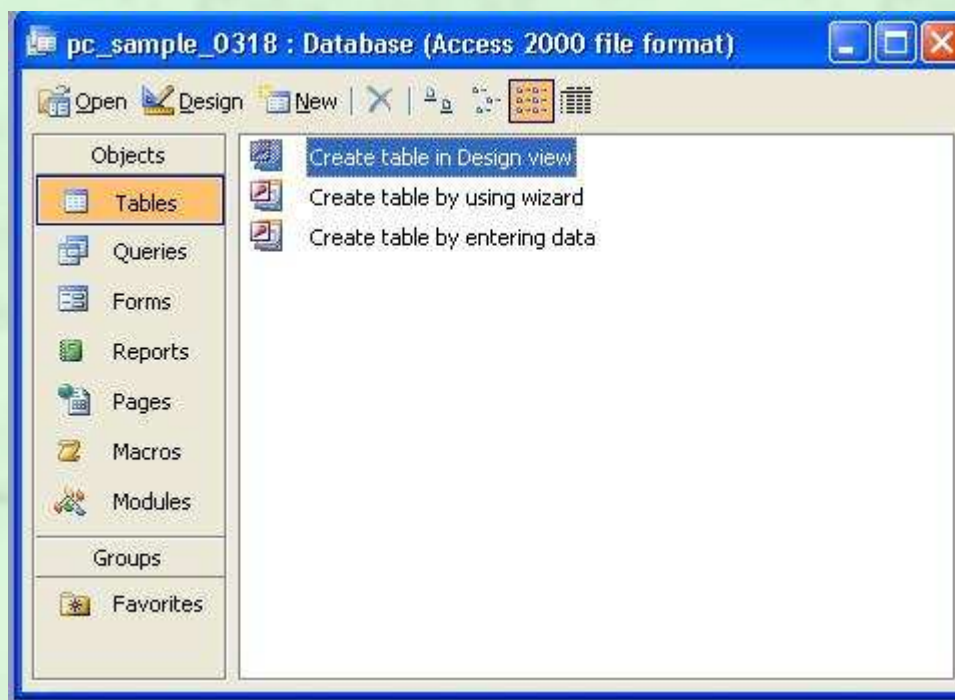 pc_sample_0318 : Database (Access 2000 file format)
Open Design New
Objects
Tables
Queries
Forms
Reports
Pages
Macros
Modules
Groups
Favorites
Create table in Design view
Create table by using wizard
Create table by entering data